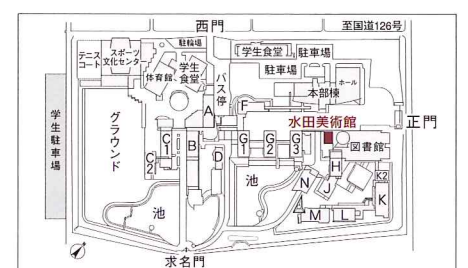 西門
至国道126号
テニス
コート
スポーツ
文化センター
駐輪場
学生食堂
駐車場
体育館
学生
食堂
バス停
駐車場
ホール
本部棟
A
F
水田美術館
正門
学生駐車場
グラウンド
C1
C2
B
D
G1
G2
G3
図書館
H
N
J
K2
K
池
池
M
L
求名門